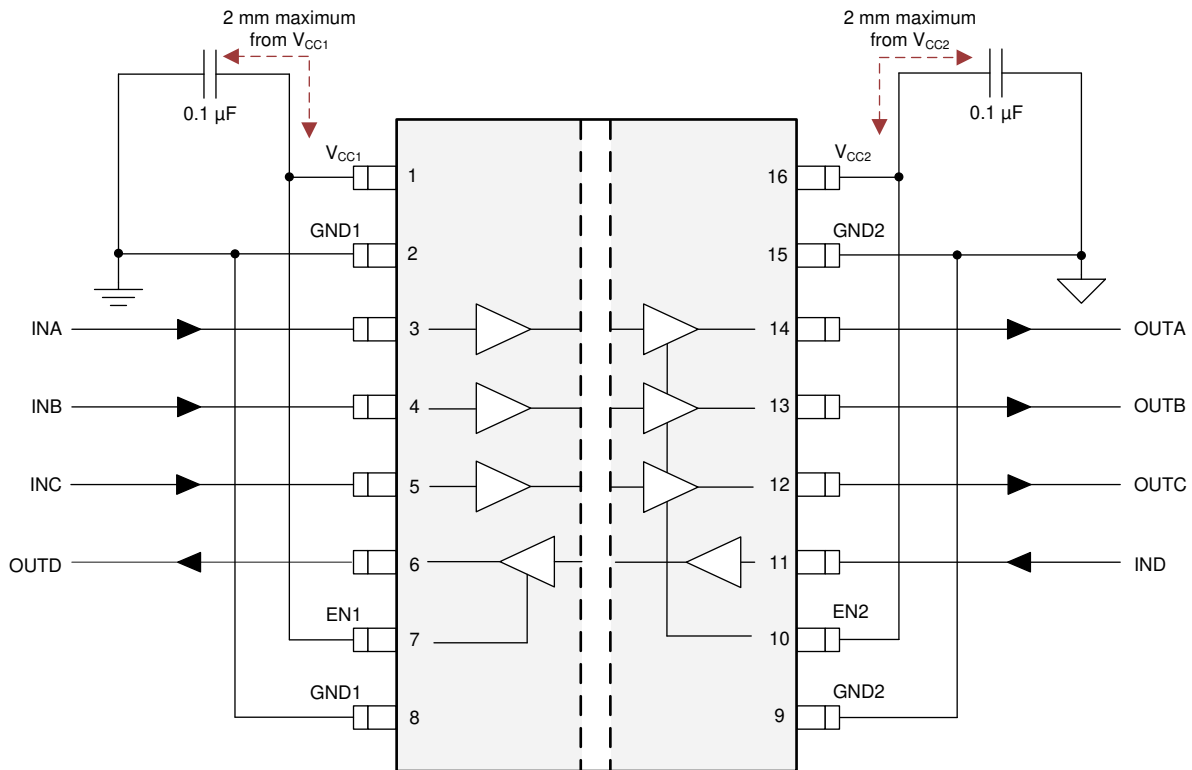 2 mm maximum
from VCC1
2 mm maximum
from VCC2
0.1 µF
0.1 µF
VCC1
1
16
VCC2
GND1
2
15
GND2
INA
3
14
OUTA
INB
4
13
OUTB
INC
5
12
OUTC
OUTD
6
11
IND
EN1
7
10
EN2
GND1
8
9
GND2